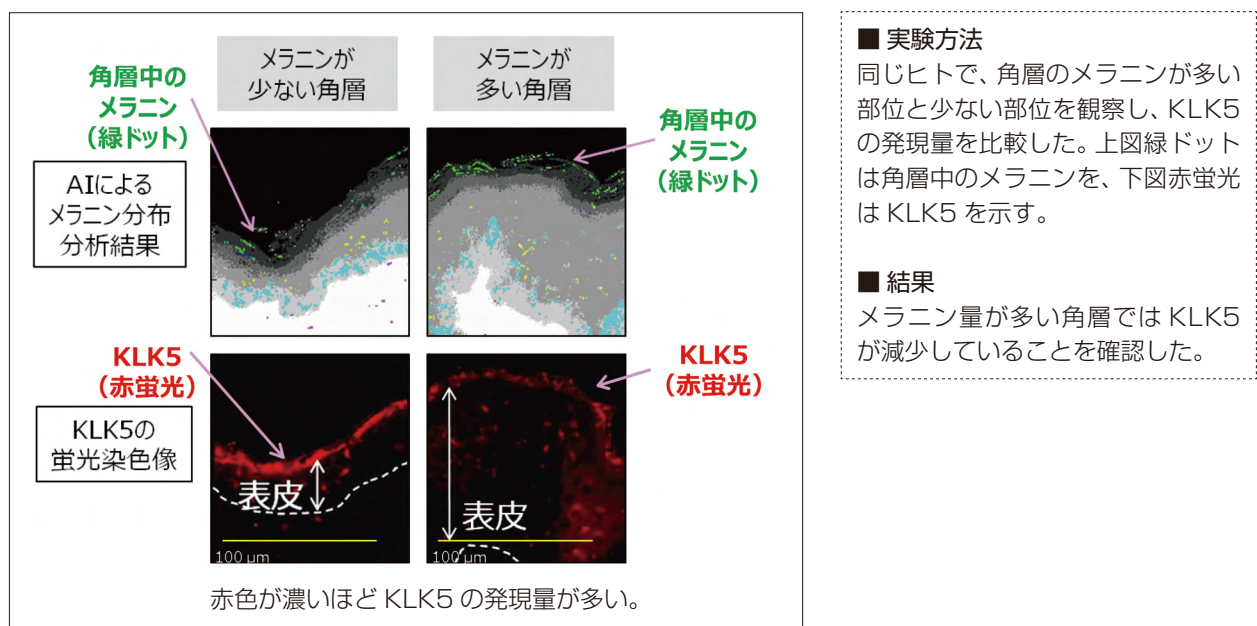 メラニンが
少ない角層
メラニンが
多い角層
角層中の
メラニン
（緑ドット）
角層中の
メラニン
（緑ドット）
AIによる
メラニン分布
分析結果
KLK5
（赤蛍光）
KLK5
（赤蛍光）
KLK5の
蛍光染色像
表皮
100 μm
表皮
100 μm
赤色が濃いほど KLK5 の発現量が多い。
■ 実験方法
同じヒトで、角層のメラニンが多い
部位と少ない部位を観察し、KLK5
の発現量を比較した。上図緑ドット
は角層中のメラニンを、下図赤蛍光
は KLK5 を示す。
■ 結果
メラニン量が多い角層では KLK5
が減少していることを確認した。